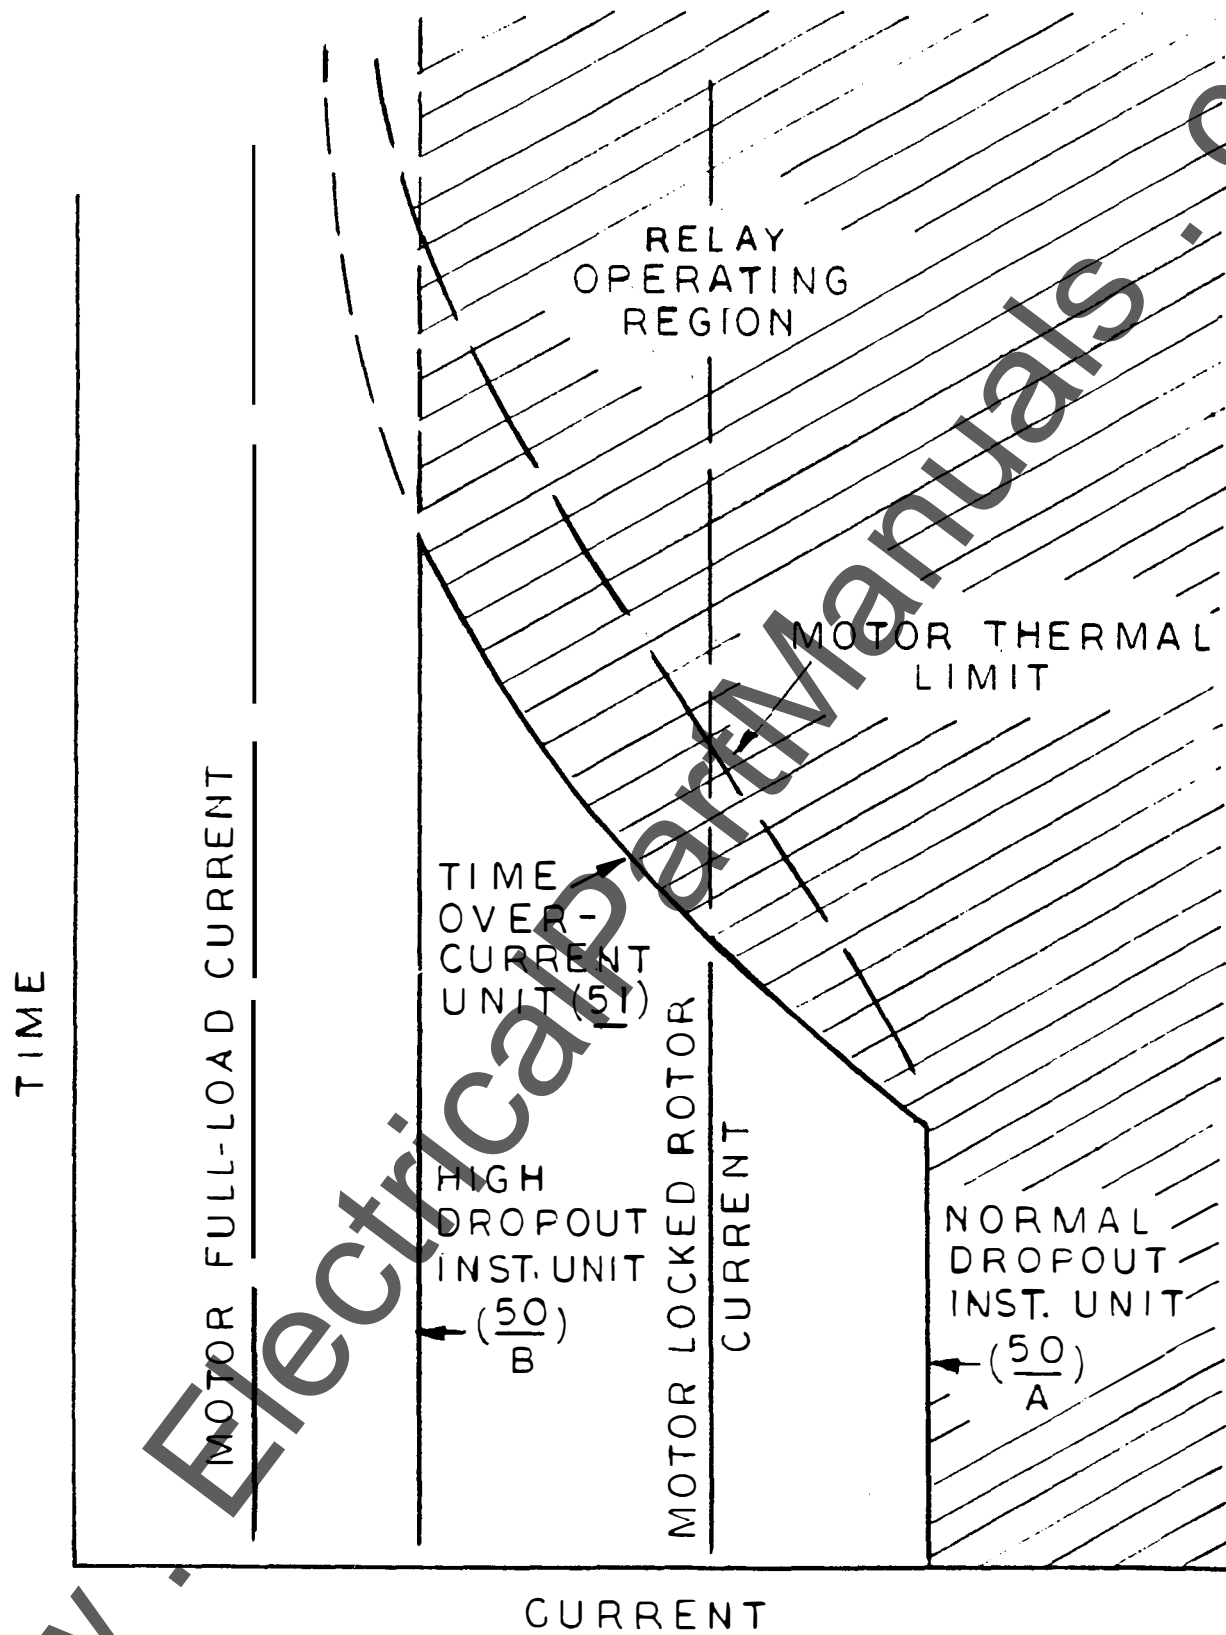 RELAY
OPERATING
REGION
MOTOR THERMAL
LIMIT
TIME
OVER-
CURRENT
UNIT (51)
HIGH
DROPOUT
INST. UNIT
(50/B)
NORMAL
DROPOUT
INST. UNIT
(50/A)
MOTOR FULL-LOAD CURRENT
MOTOR LOCKED ROTOR
CURRENT
TIME
CURRENT
w . ElectricalPartManuals . c